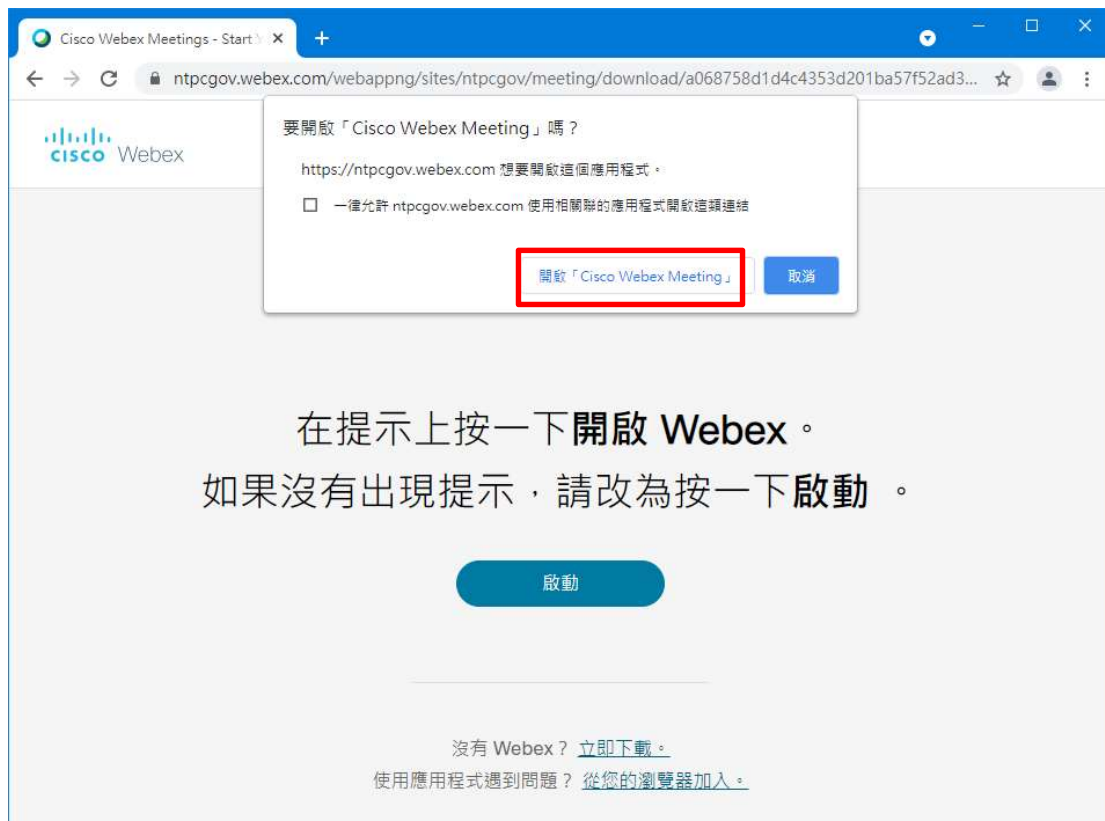 Cisco Webex Meetings - Start
ntpcgov.webex.com/webappng/sites/ntpcgov/meeting/download/a068758d1d4c4353d201ba57f52ad3...
CISCO Webex
要開啟「Cisco Webex Meeting」嗎？
https://ntpcgov.webex.com 想要開啟這個應用程式。
一律允許 ntpcgov.webex.com 使用相關聯的應用程式開啟這類連結
開啟「Cisco Webex Meeting」 取消
在提示上按一下開啟 Webex。
如果沒有出現提示，請改為按一下啟動 。
啟動
沒有 Webex？ 立即下載。
使用應用程式遇到問題？ 從您的瀏覽器加入。